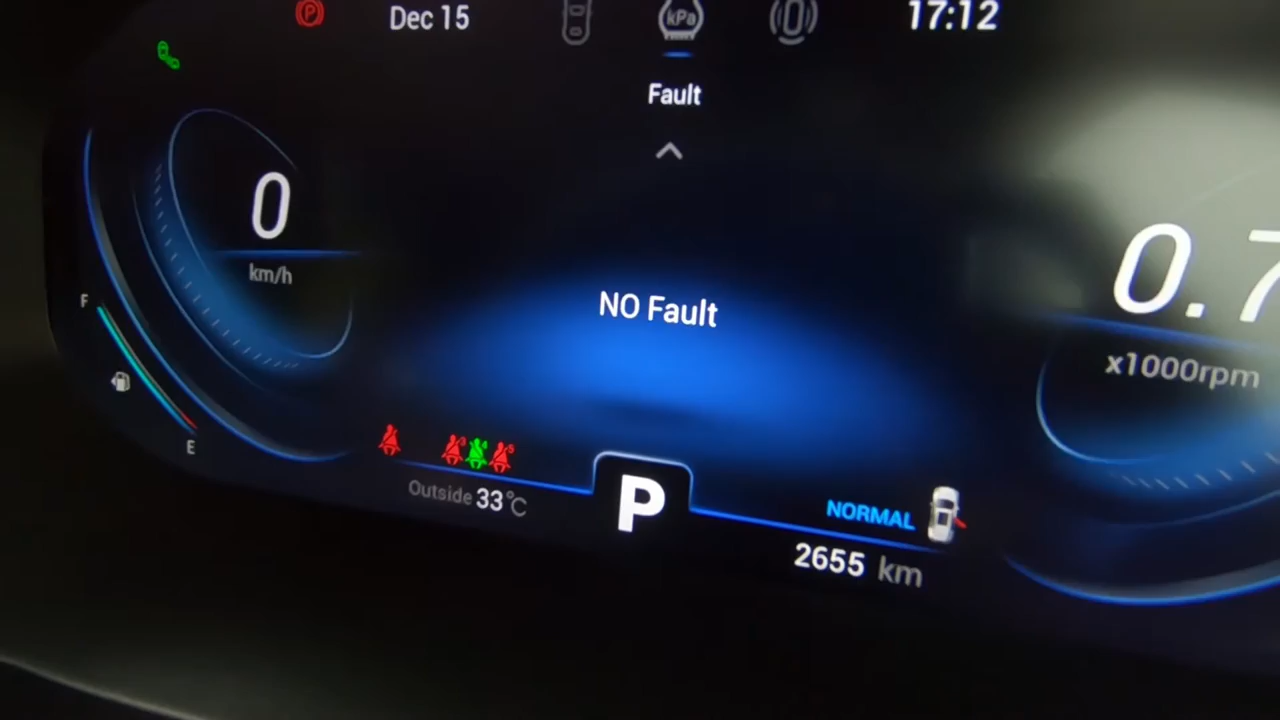 P
Dec 15
kPa
17:12
Fault
0
km/h
NO Fault
0.7
x1000rpm
F
E
Outside 33°C
P
NORMAL
2655 km